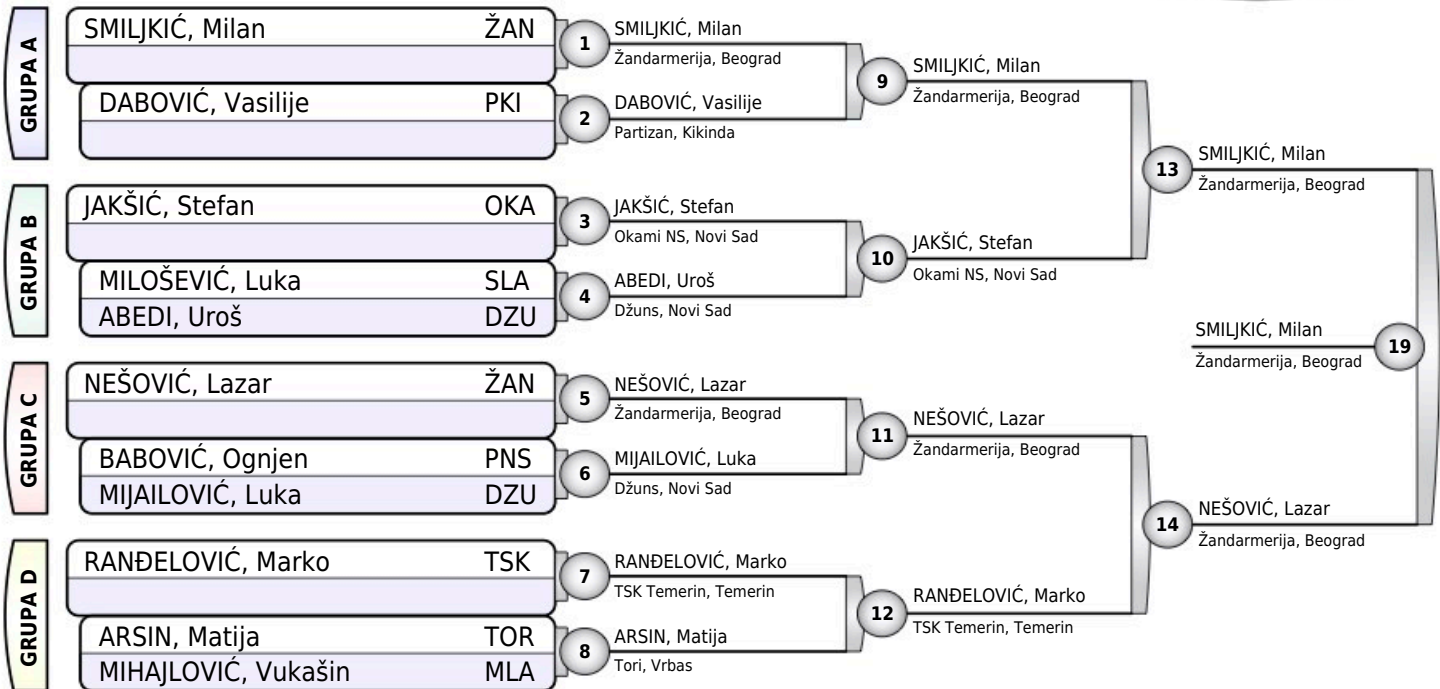 GRUPA A
SMILJKIĆ, Milan ŽAN
DABOVIĆ, Vasilije PKI
1
SMILJKIĆ, Milan
Žandarmerija, Beograd
2
DABOVIĆ, Vasilije
Partizan, Kikinda
9
SMILJKIĆ, Milan
Žandarmerija, Beograd
13
SMILJKIĆ, Milan
Žandarmerija, Beograd
GRUPA B
JAKŠIĆ, Stefan OKA
MILOŠEVIĆ, Luka SLA
ABEDI, Uroš DZU
3
JAKŠIĆ, Stefan
Okami NS, Novi Sad
4
ABEDI, Uroš
Džuns, Novi Sad
10
JAKŠIĆ, Stefan
Okami NS, Novi Sad
SMILJKIĆ, Milan
Žandarmerija, Beograd
19
GRUPA C
NEŠOVIĆ, Lazar ŽAN
BABOVIĆ, Ognjen PNS
MIJAILOVIĆ, Luka DZU
5
NEŠOVIĆ, Lazar
Žandarmerija, Beograd
6
MIJAILOVIĆ, Luka
Džuns, Novi Sad
11
NEŠOVIĆ, Lazar
Žandarmerija, Beograd
14
NEŠOVIĆ, Lazar
Žandarmerija, Beograd
GRUPA D
RANĐELOVIĆ, Marko TSK
ARSIN, Matija TOR
MIHAJLOVIĆ, Vukašin MLA
7
RANĐELOVIĆ, Marko
TSK Temerin, Temerin
8
ARSIN, Matija
Tori, Vrbas
12
RANĐELOVIĆ, Marko
TSK Temerin, Temerin